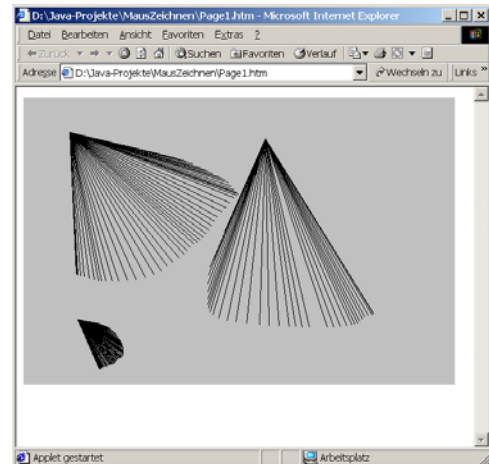 D:\Java-Projekte\MausZeichnen\Page1.htm - Microsoft Internet Explorer
Datei Bearbeiten Ansicht Favoriten Extras ?
Zurück Suchen Favoriten Verlauf
Adresse D:\Java-Projekte\MausZeichnen\Page1.htm Wechseln zu Links »
Applet gestartet Arbeitsplatz